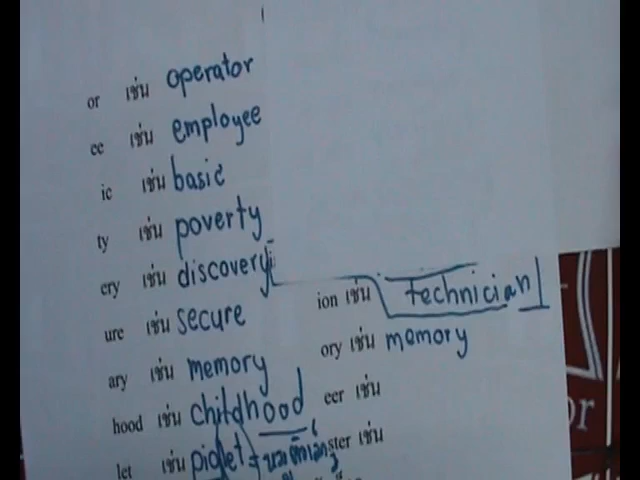 or เช่น operator
ee เช่น employee
ic เช่น basic
ty เช่น poverty
ery เช่น discovery
ion เช่น Technician
ure เช่น secure
ory เช่น memory
ary เช่น memory
eer เช่น
hood เช่น childhood
ster เช่น
let เช่น piglet
or